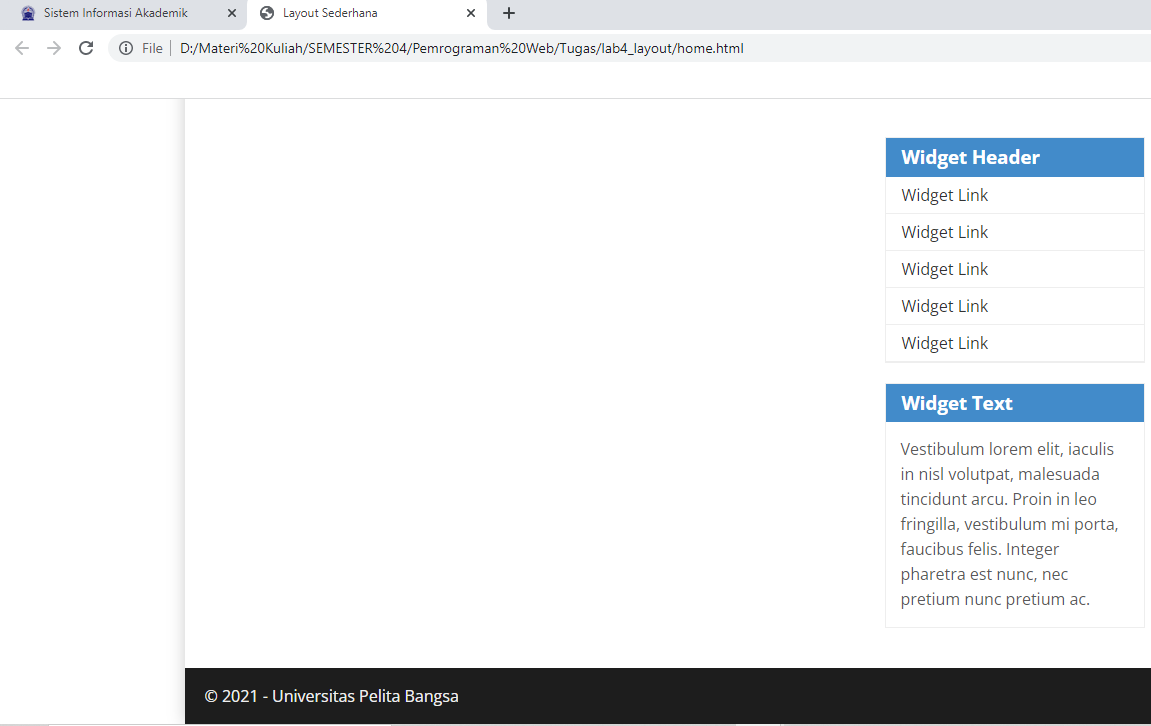 Sistem Informasi Akademik
Layout Sederhana
File
D:/Materi%20Kuliah/SEMESTER%204/Pemrograman%20Web/Tugas/lab4_layout/home.html
Widget Header
Widget Link
Widget Link
Widget Link
Widget Link
Widget Link
Widget Text
Vestibulum lorem elit, iaculis
in nisl volutpat, malesuada
tincidunt arcu. Proin in leo
fringilla, vestibulum mi porta,
faucibus felis. Integer
pharetra est nunc, nec
pretium nunc pretium ac.
© 2021 - Universitas Pelita Bangsa